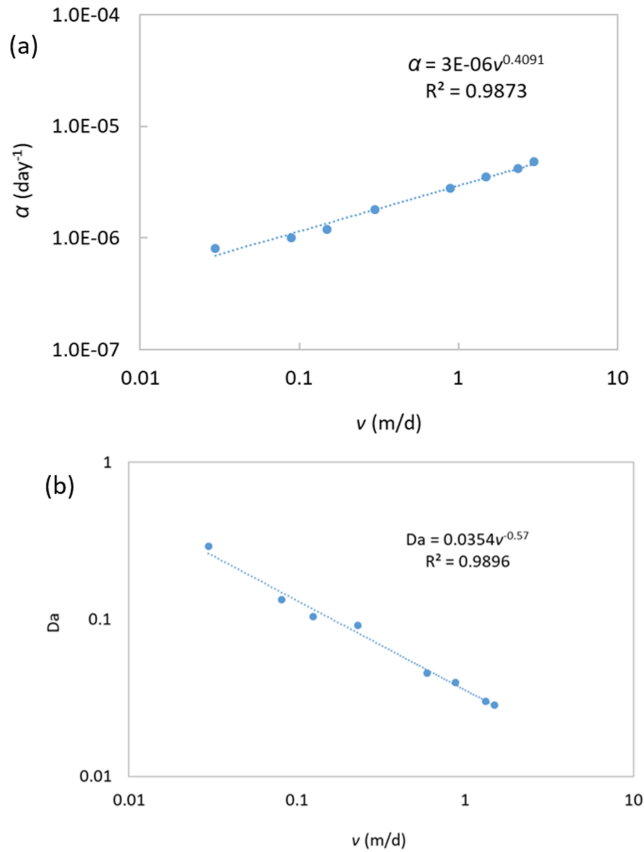 (a)
1.0E-04
α = 3E-06v^0.4091
R² = 0.9873
1.0E-05
α (day⁻¹)
1.0E-06
1.0E-07
0.01 0.1 1 10
v (m/d)
(b)
1
Da = 0.0354v^-0.57
R² = 0.9896
0.1
Da
0.01
0.01 0.1 1 10
v (m/d)